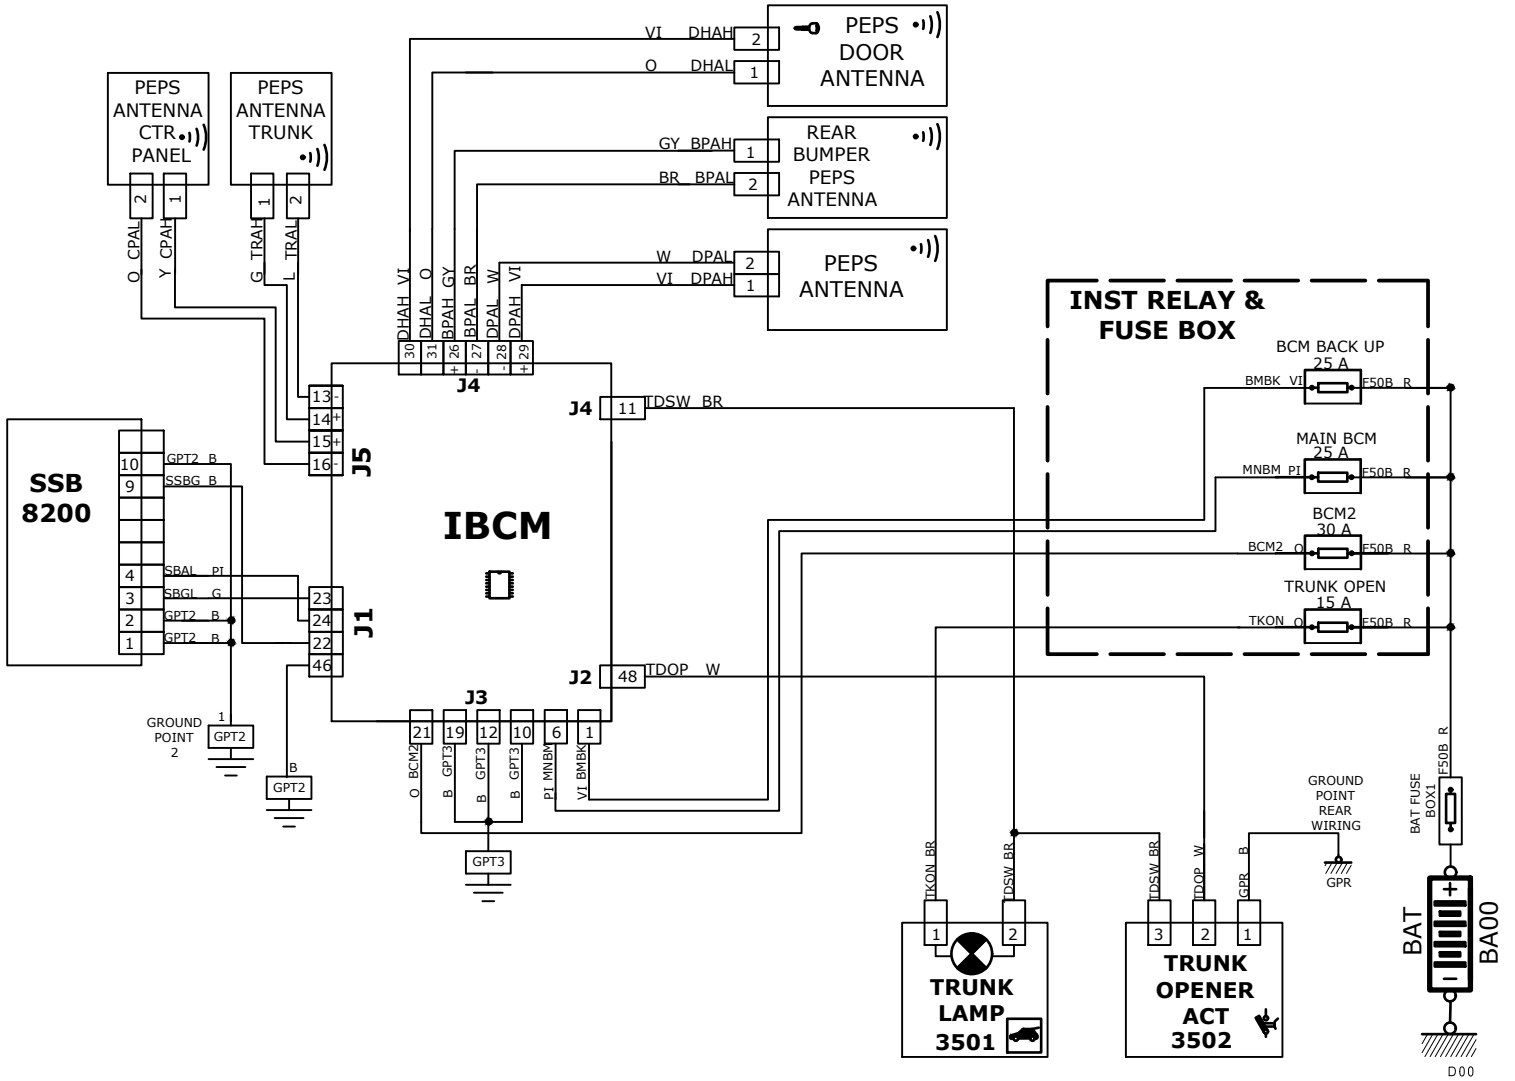 VI DHAH
2
PEPS
DOOR
ANTENNA
O DHAL
1
PEPS
ANTENNA
CTR
PANEL
2
1
PEPS
ANTENNA
TRUNK
1
2
GY BPAH
1
REAR
BUMPER
PEPS
ANTENNA
BR BPAL
2
W DPAL
2
PEPS
ANTENNA
VI DPAH
1
O CPAL
Y CPAH
G TRAH
L TRAL
DHAH VI
DHAL O
BPAH GY
BPAL BR
DPAL W
DPAH VI
30
31
26 +
27 -
28 -
29 +
J4
13 -
14 +
15 +
16 -
J5
J4
11
TDSW BR
IBCM
SSB
8200
10
GPT2 B
9
SSBG B
4
SBAL PI
3
SBGL G
2
GPT2 B
1
GPT2 B
23
24
22
46
J1
J2
48
TDOP W
J3
21
19
12
10
6
1
O BCM2
B GPT3
B GPT3
B GPT3
PI MNBM
VI BMBK
GROUND
POINT
2
1
GPT2
B
GPT2
GPT3
INST RELAY &
FUSE BOX
BCM BACK UP
25 A
BMBK VI
F50B R
MAIN BCM
25 A
MNBM PI
F50B R
BCM2
30 A
BCM2 O
F50B R
TRUNK OPEN
15 A
TKON O
F50B R
F50B R
BAT FUSE
BOX1
GROUND
POINT
REAR
WIRING
GPR
TKON BR
TDSW BR
TDSW BR
TDOP W
GPR B
1
2
TRUNK
LAMP
3501
3
2
1
TRUNK
OPENER
ACT
3502
BAT
+
-
BA00
D00